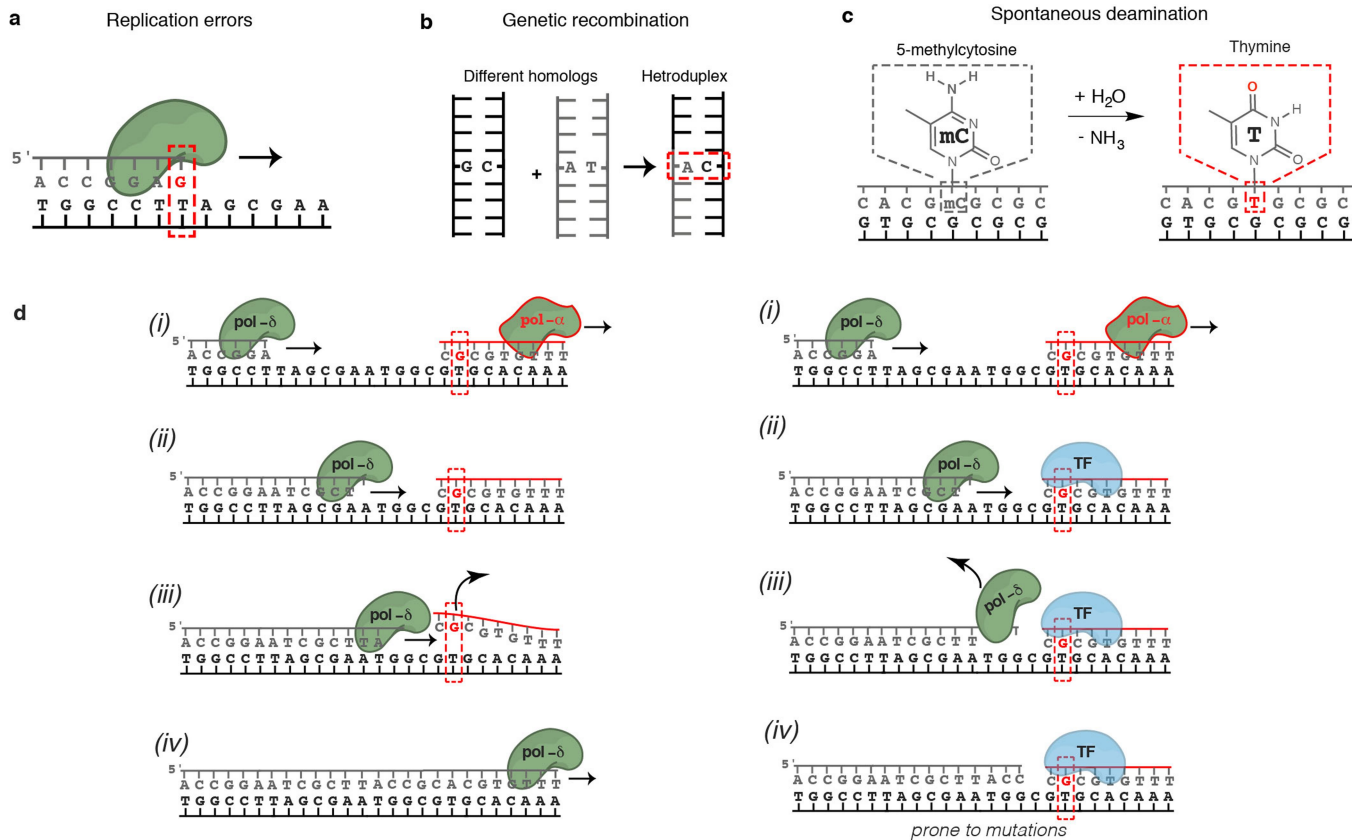 a
Replication errors
5'
A C C G G A G
T G G C C T T A G C G A A
b
Genetic recombination
Different homologs
Hetroduplex
G C + A T A C
c
Spontaneous deamination
5-methylcytosine
Thymine
H H
N
mC
N
N
O
+ H2O
- NH3
O
H
N
T
N
O
C A C G mC G C G C
G T G C G C G C G
C A C G T G C G C
G T G C G C G C G
d
(i)
pol-δ
pol-α
5'
A C C G G A C G C G T G T T T
T G G C C T T A G C G A A T G G C G T G C A C A A A
(ii)
pol-δ
5'
A C C G G A A T C G C T T C G C G T G T T T
T G G C C T T A G C G A A T G G C G T G C A C A A A
(iii)
pol-δ
5'
A C C G G A A T C G C T T A C G C G T G T T T
T G G C C T T A G C G A A T G G C G T G C A C A A A
(iv)
pol-δ
5'
A C C G G A A T C G C T T A C C G C A C G T G T T T
T G G C C T T A G C G A A T G G C G T G C A C A A A
(i)
pol-δ
pol-α
5'
A C C G G A C G C G T G T T T
T G G C C T T A G C G A A T G G C G T G C A C A A A
(ii)
pol-δ
TF
5'
A C C G G A A T C G C T C G C G T G T T T
T G G C C T T A G C G A A T G G C G T G C A C A A A
(iii)
pol-δ
TF
5'
A C C G G A A T C G C T T T C G C G T G T T T
T G G C C T T A G C G A A T G G C G T G C A C A A A
(iv)
TF
5'
A C C G G A A T C G C T T A C C C G C G T G T T T
T G G C C T T A G C G A A T G G C G T G C A C A A A
prone to mutations